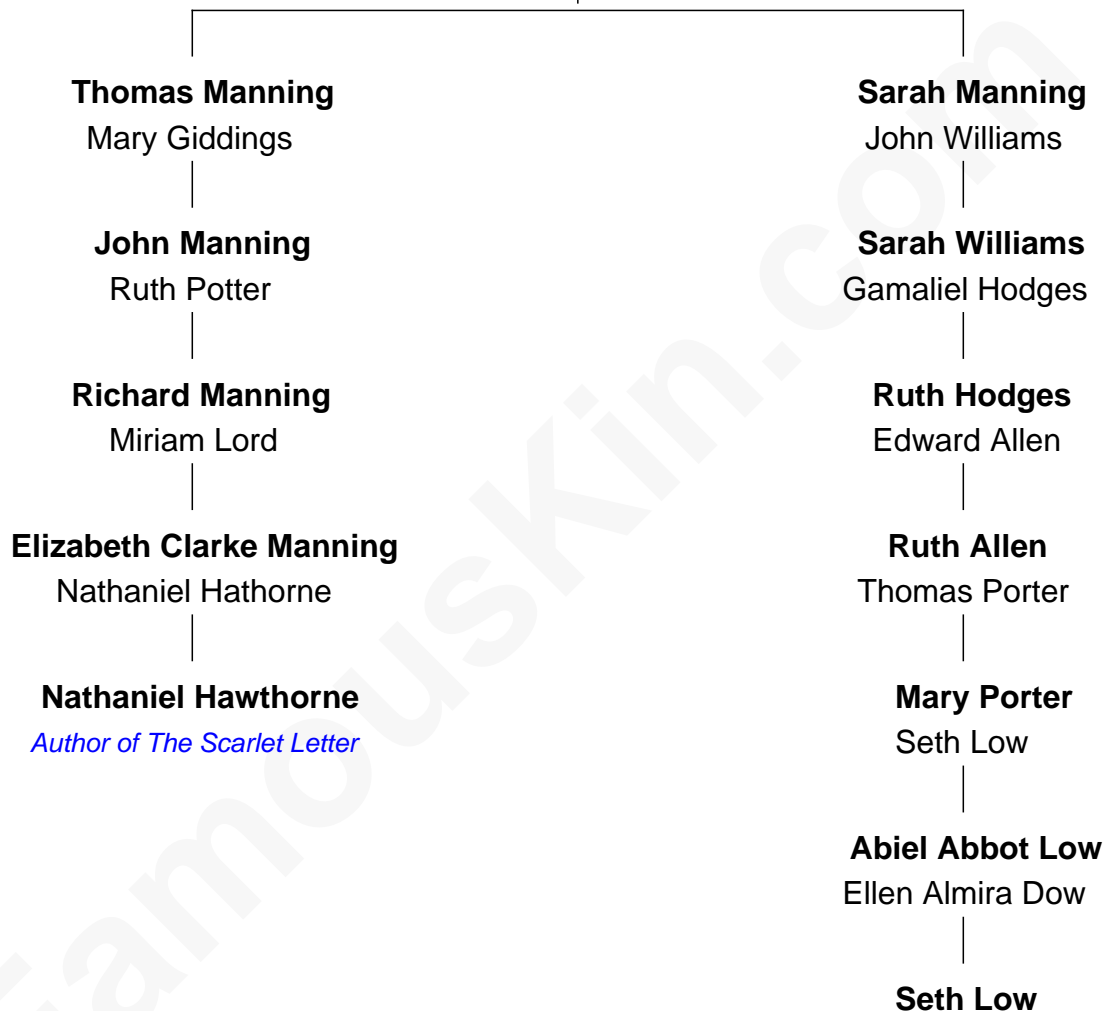 Thomas Manning
Mary Giddings
Sarah Manning
John Williams
John Manning
Ruth Potter
Sarah Williams
Gamaliel Hodges
Richard Manning
Miriam Lord
Ruth Hodges
Edward Allen
Elizabeth Clarke Manning
Nathaniel Hathorne
Ruth Allen
Thomas Porter
Nathaniel Hawthorne
Author of The Scarlet Letter
Mary Porter
Seth Low
Abiel Abbot Low
Ellen Almira Dow
Seth Low
FamousKin.com